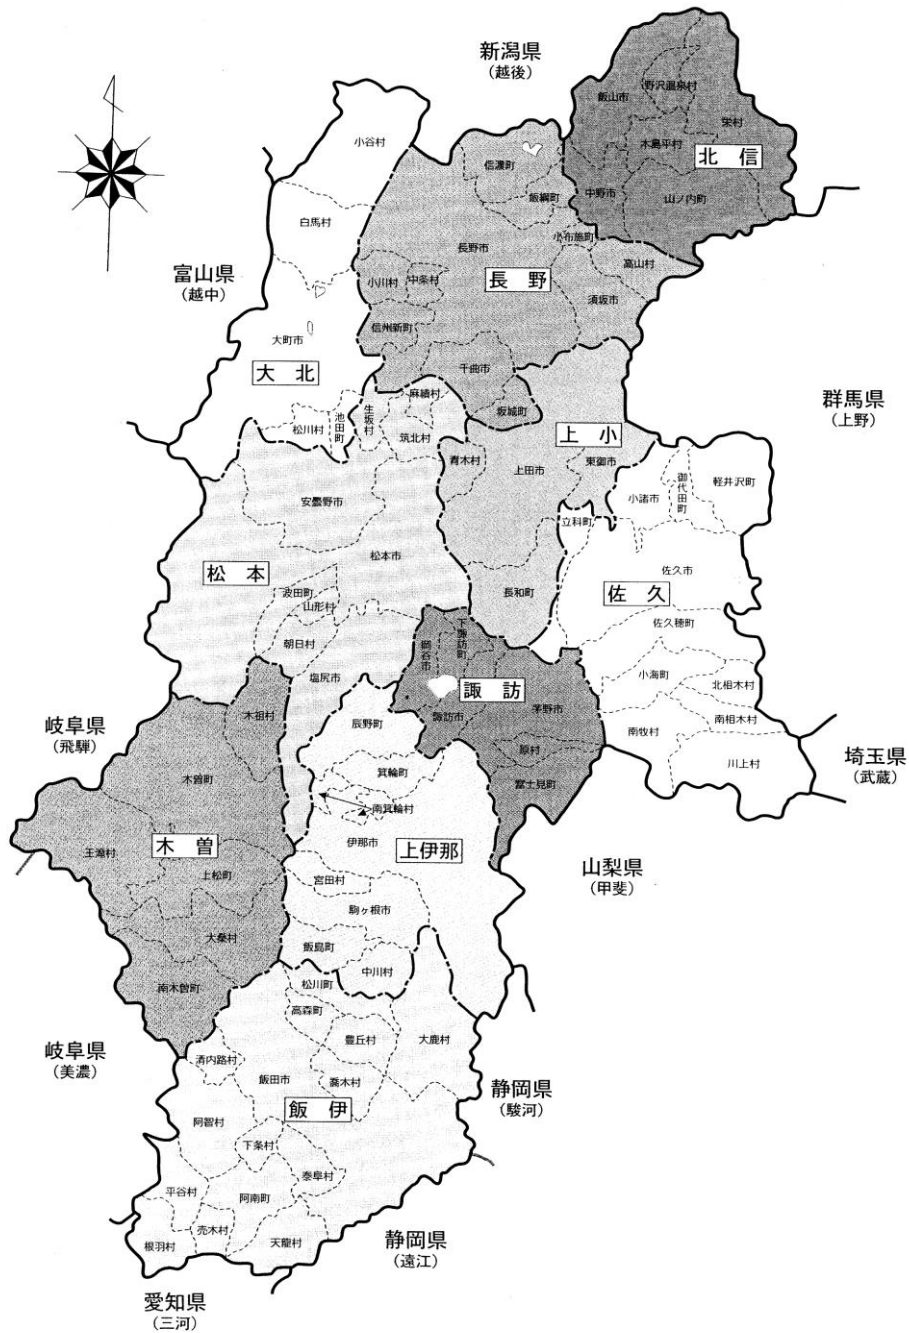 新潟県
（越後）
野沢温泉村
飯山市
栄村
小谷村
木島平村
北信
信濃町
飯綱町
中野市
山ノ内町
白馬村
小布施町
長野市
高山村
富山県
（越中）
小川村
中条村
長野
須坂市
信州新町
大町市
千曲市
大北
麻績村
坂城町
群馬県
（上野）
生坂村
池田町
松川村
筑北村
上小
青木村
上田市
東御市
御代田町
軽井沢町
小諸市
安曇野市
立科町
松本市
松本
佐久市
波田町
山形村
長和町
佐久
朝日村
下諏訪町
岡谷市
佐久穂町
塩尻市
諏訪
小海町
北相木村
木祖村
辰野町
諏訪市
茅野市
南相木村
岐阜県
（飛騨）
南牧村
原村
川上村
埼玉県
（武蔵）
木曽町
箕輪町
富士見町
南箕輪村
木曽
王滝村
伊那市
上伊那
上松町
宮田村
山梨県
（甲斐）
駒ヶ根市
大桑村
飯島町
中川村
南木曽町
松川町
高森町
豊丘村
大鹿村
岐阜県
（美濃）
清内路村
飯田市
喬木村
静岡県
（駿河）
飯伊
阿智村
下条村
泰阜村
平谷村
阿南町
売木村
根羽村
天龍村
静岡県
（遠江）
愛知県
（三河）